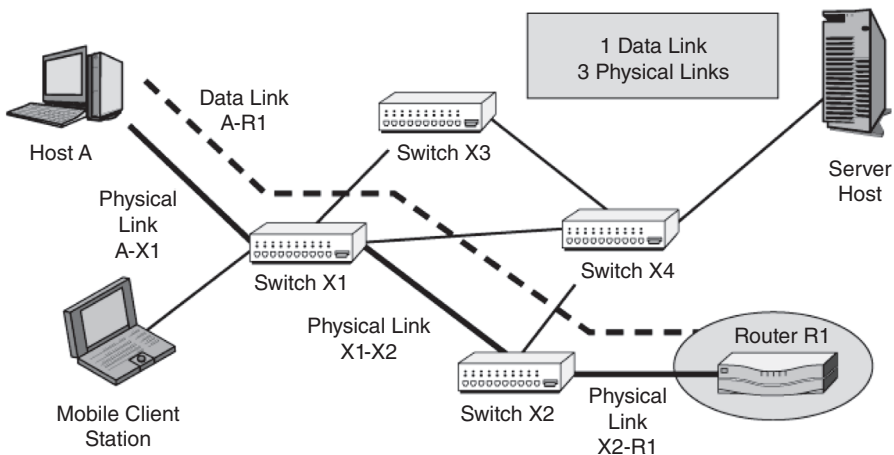 1 Data Link
3 Physical Links
Data Link
A-R1
Host A
Switch X3
Server
Host
Physical
Link
A-X1
Switch X1
Switch X4
Physical Link
X1-X2
Router R1
Mobile Client
Station
Switch X2
Physical
Link
X2-R1